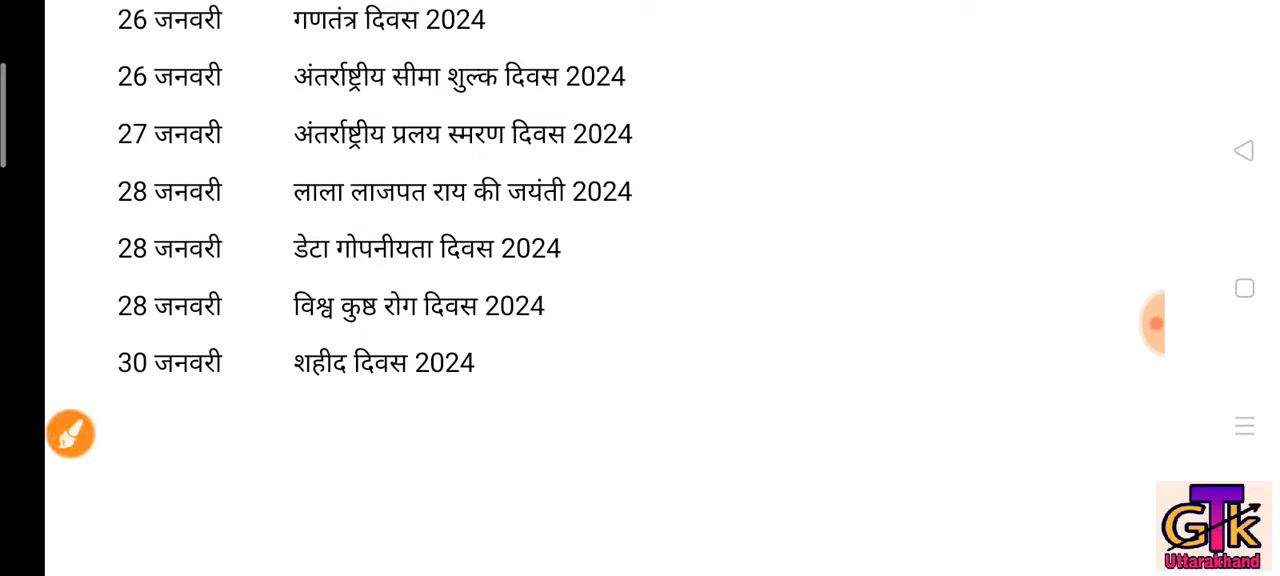 26 जनवरी गणतंत्र दिवस 2024
26 जनवरी अंतर्राष्ट्रीय सीमा शुल्क दिवस 2024
27 जनवरी अंतर्राष्ट्रीय प्रलय स्मरण दिवस 2024
28 जनवरी लाला लाजपत राय की जयंती 2024
28 जनवरी डेटा गोपनीयता दिवस 2024
28 जनवरी विश्व कुष्ठ रोग दिवस 2024
30 जनवरी शहीद दिवस 2024
GTk
Uttarakhand